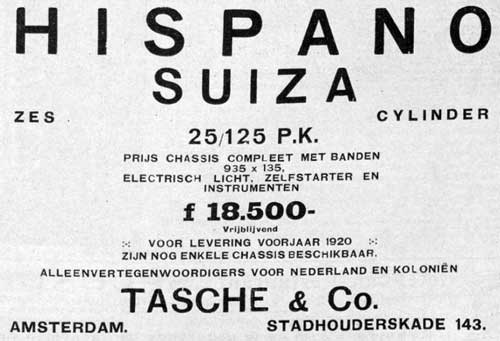 HISPANO
SUIZA
ZES CYLINDER
25/125 P.K.
PRIJS CHASSIS COMPLEET MET BANDEN
935 x 135,
ELECTRISCH LICHT, ZELFSTARTER EN
INSTRUMENTEN
f 18.500-
Vrijblijvend
VOOR LEVERING VOORJAAR 1920
ZIJN NOG ENKELE CHASSIS BESCHIKBAAR.
ALLEENVERTEGENWOORDIGERS VOOR NEDERLAND EN KOLONIËN
TASCHE & Co.
AMSTERDAM. STADHOUDERSKADE 143.